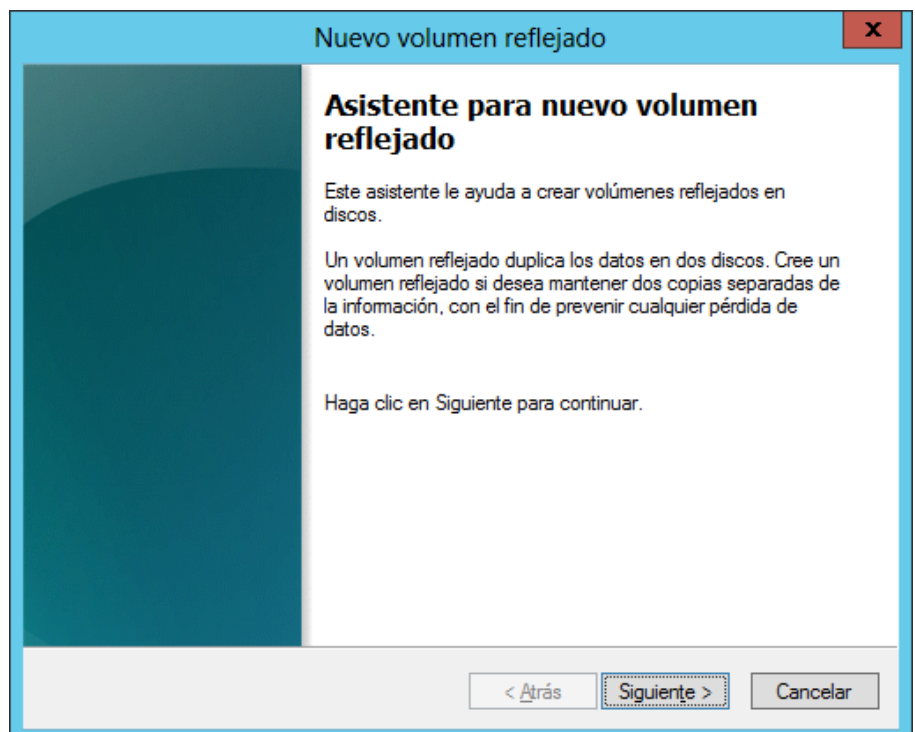 Nuevo volumen reflejado
x
Asistente para nuevo volumen
reflejado
Este asistente le ayuda a crear volúmenes reflejados en
discos.
Un volumen reflejado duplica los datos en dos discos. Cree un
volumen reflejado si desea mantener dos copias separadas de
la información, con el fin de prevenir cualquier pérdida de
datos.
Haga clic en Siguiente para continuar.
< Atrás Siguiente > Cancelar